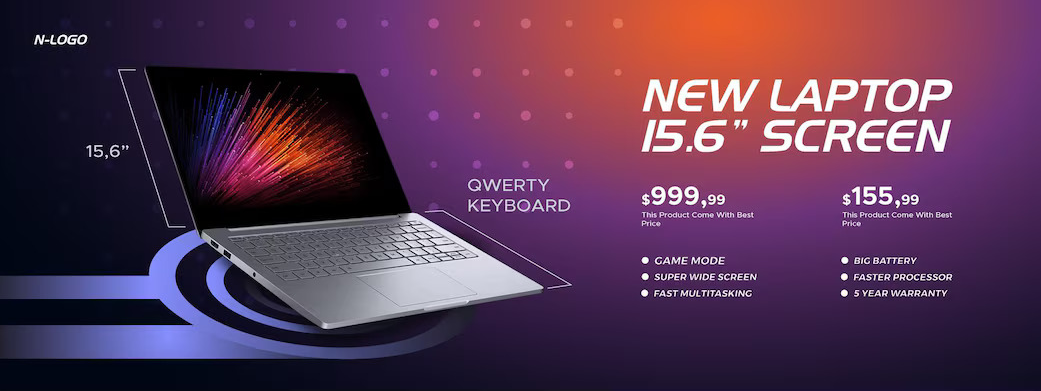 N-LOGO
15,6”
QWERTY
KEYBOARD
NEW LAPTOP
15.6” SCREEN
$999,99
This Product Come With Best
Price
$155,99
This Product Come With Best
Price
GAME MODE
SUPER WIDE SCREEN
FAST MULTITASKING
BIG BATTERY
FASTER PROCESSOR
5 YEAR WARRANTY